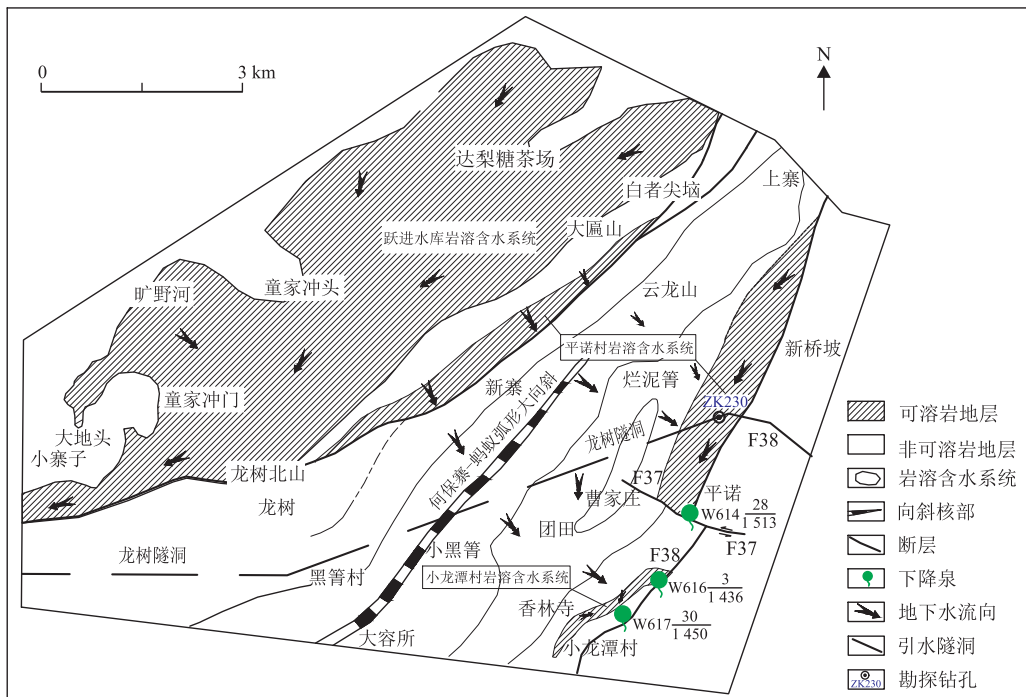 0
3 km
N
达梨糖茶场
上寨
白者尖垴
大匾山
跃进水库岩溶含水系统
童家冲头
旷野河
云龙山
新桥坡
平诺村岩溶含水系统
烂泥箐
新寨
ZK230
童家冲门
何保寨-蚂蚁弧形大向斜
大地头
小寨子
龙树隧洞
F38
龙树北山
F37
平诺
龙树
曹家庄
W614 28
1 513
F37
团田
龙树隧洞
小黑箐
F38
黑箐村
小龙潭村岩溶含水系统
W616 3
1 436
香林寺
W617 30
1 450
大容所
小龙潭村
可溶岩地层
非可溶岩地层
岩溶含水系统
向斜核部
断层
下降泉
地下水流向
引水隧洞
ZK230
勘探钻孔